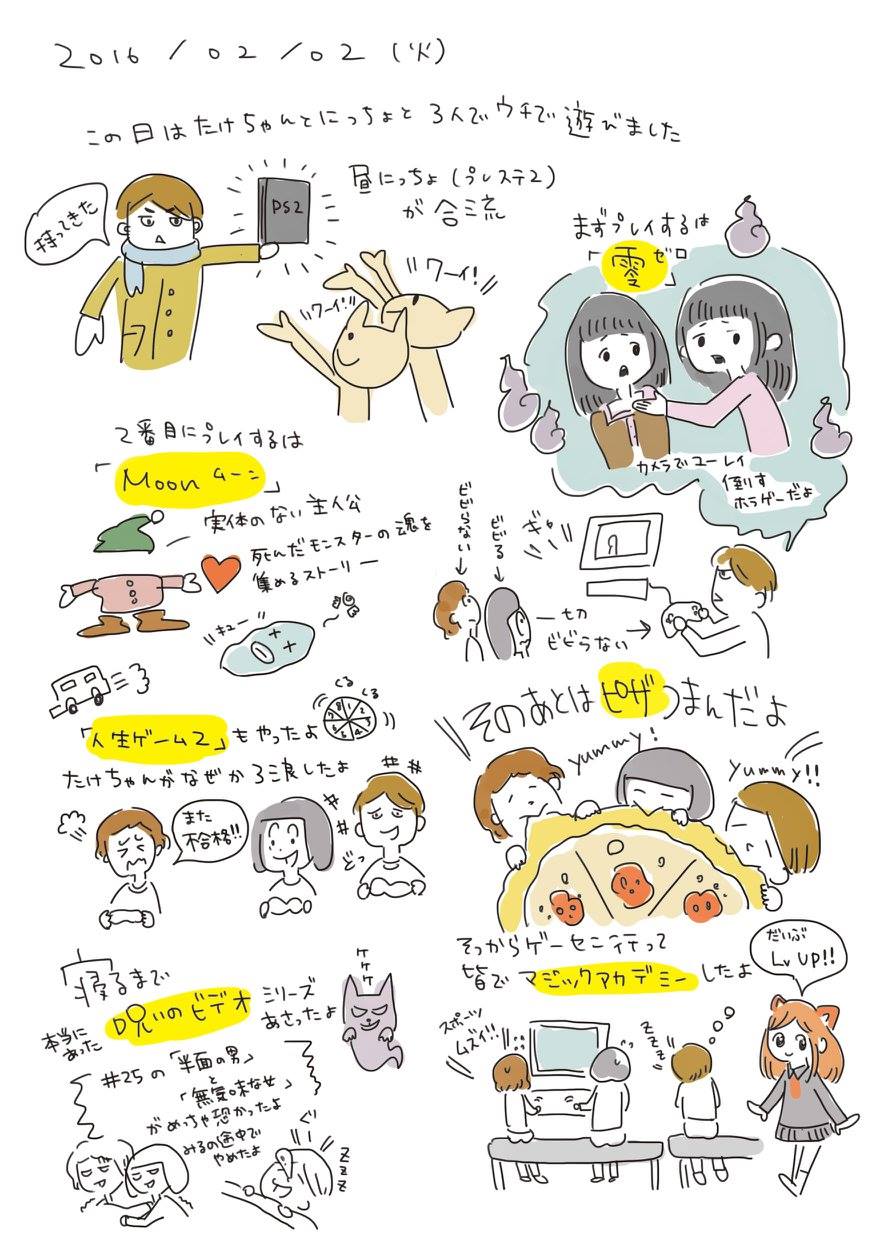 2016/02/02(火)
この日はたけちゃんとにっちょと3人でウチで遊びました
持ってきた
PS2
昼にっちょ(プレステ2)
が合流
"ワーイ!"
"ワーイ!"
まずプレイするは
「零」ゼロ
カメラでユーレイ
倒す
ホラゲーだよ
2番目にプレイするは
「Moonムーン」
実体のない主人公
死んだモンスターの魂を
集めるストーリー
"キュー"
ビビらない→
ビビる→
ギャー
一切
ビビらない→
「人生ゲーム2」もやったよ
くる
くる
たけちゃんがなぜか3浪したよ
また
不合格!!
どっ
そのあとはピザつまんだよ
yummy!
yummy!!
そっからゲーセン行って
皆でマジックアカデミーしたよ
だいぶ
Lv UP!!
スポーツ
ムズイ!!
ZZZZ
寝るまで
本当に
あった
呪いのビデオ
シリーズ
あさったよ
ケケケ
#25の「半面の男」
と
「無気味な女」
がめっちゃ恐かったよ
みるの途中で
やめたよ
ZZZ